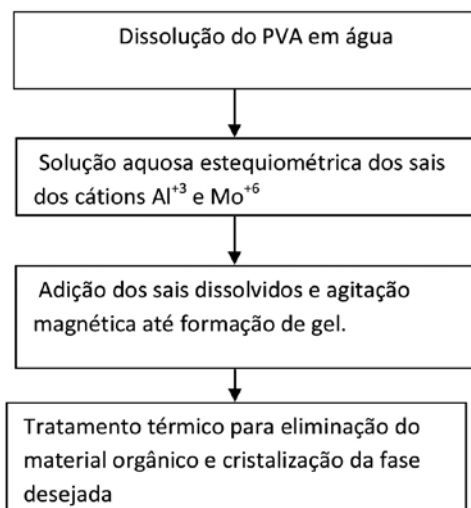 Dissolução do PVA em água
Solução aquosa estequiométrica dos sais
dos cátions Al⁺³ e Mo⁺⁶
Adição dos sais dissolvidos e agitação
magnética até formação de gel.
Tratamento térmico para eliminação do
material orgânico e cristalização da fase
desejada